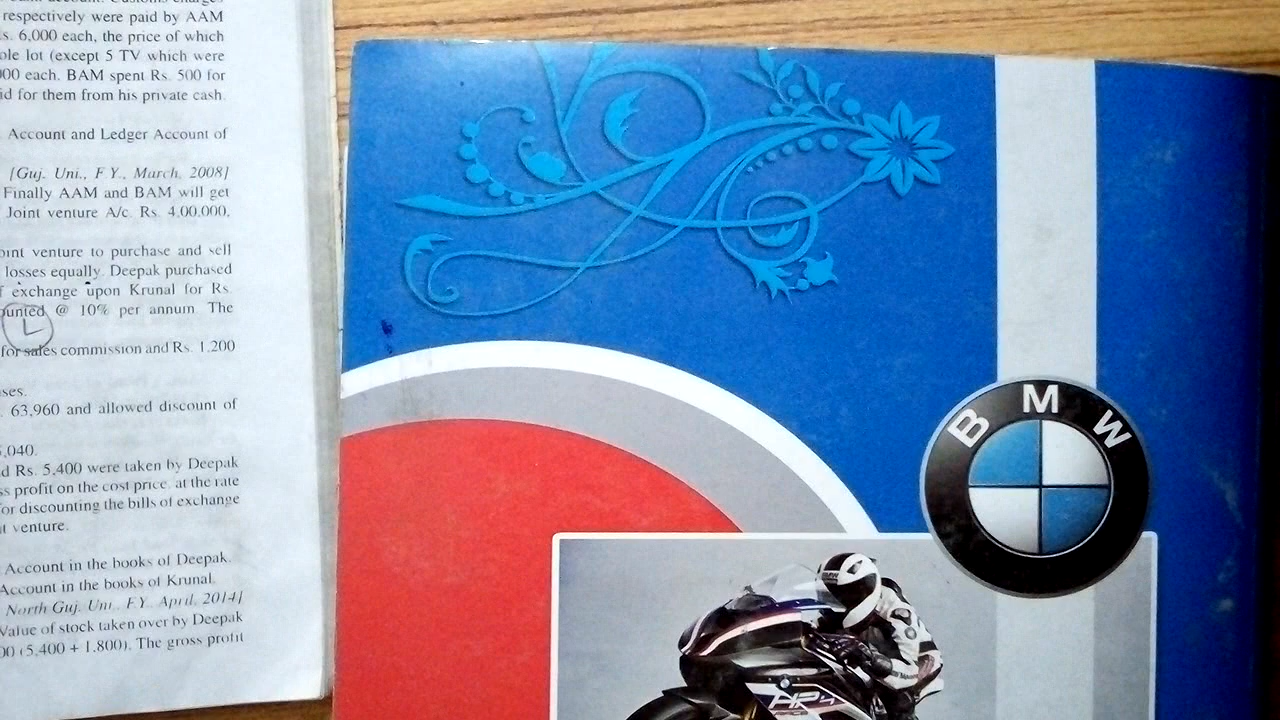 respectively were paid by AAM
s. 6,000 each, the price of which
ole lot (except 5 TV which were
000 each. BAM spent Rs. 500 for
id for them from his private cash.
Account and Ledger Account of
[Guj. Uni., F.Y., March, 2008]
Finally AAM and BAM will get
Joint venture A/c. Rs. 4,00,000,
oint venture to purchase and sell
losses equally. Deepak purchased
f exchange upon Krunal for Rs.
ounted @ 10% per annum. The
for sales commission and Rs. 1,200
ses.
. 63,960 and allowed discount of
5,040.
d Rs. 5,400 were taken by Deepak
ss profit on the cost price, at the rate
for discounting the bills of exchange
t venture.
Account in the books of Deepak.
Account in the books of Krunal.
North Guj. Uni., F.Y., April, 2014]
Value of stock taken over by Deepak
00 (5,400 + 1,800). The gross profit
BMW
HP4